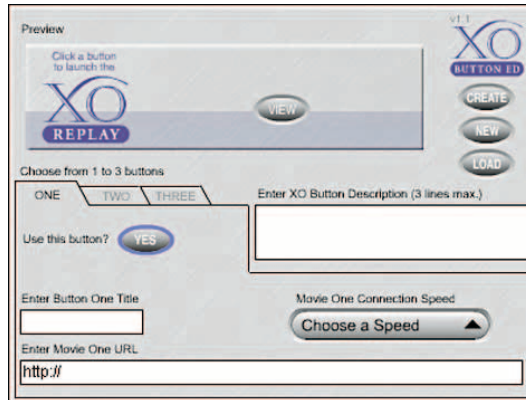 Preview
v1.1
Click a button
to launch the
XO
REPLAY
VIEW
XO
BUTTON ED
CREATE
NEW
LOAD
Choose from 1 to 3 buttons
ONE TWO THREE
Enter XO Button Description (3 lines max.)
Use this button? YES
Enter Button One Title
Movie One Connection Speed
Choose a Speed
Enter Movie One URL
http://